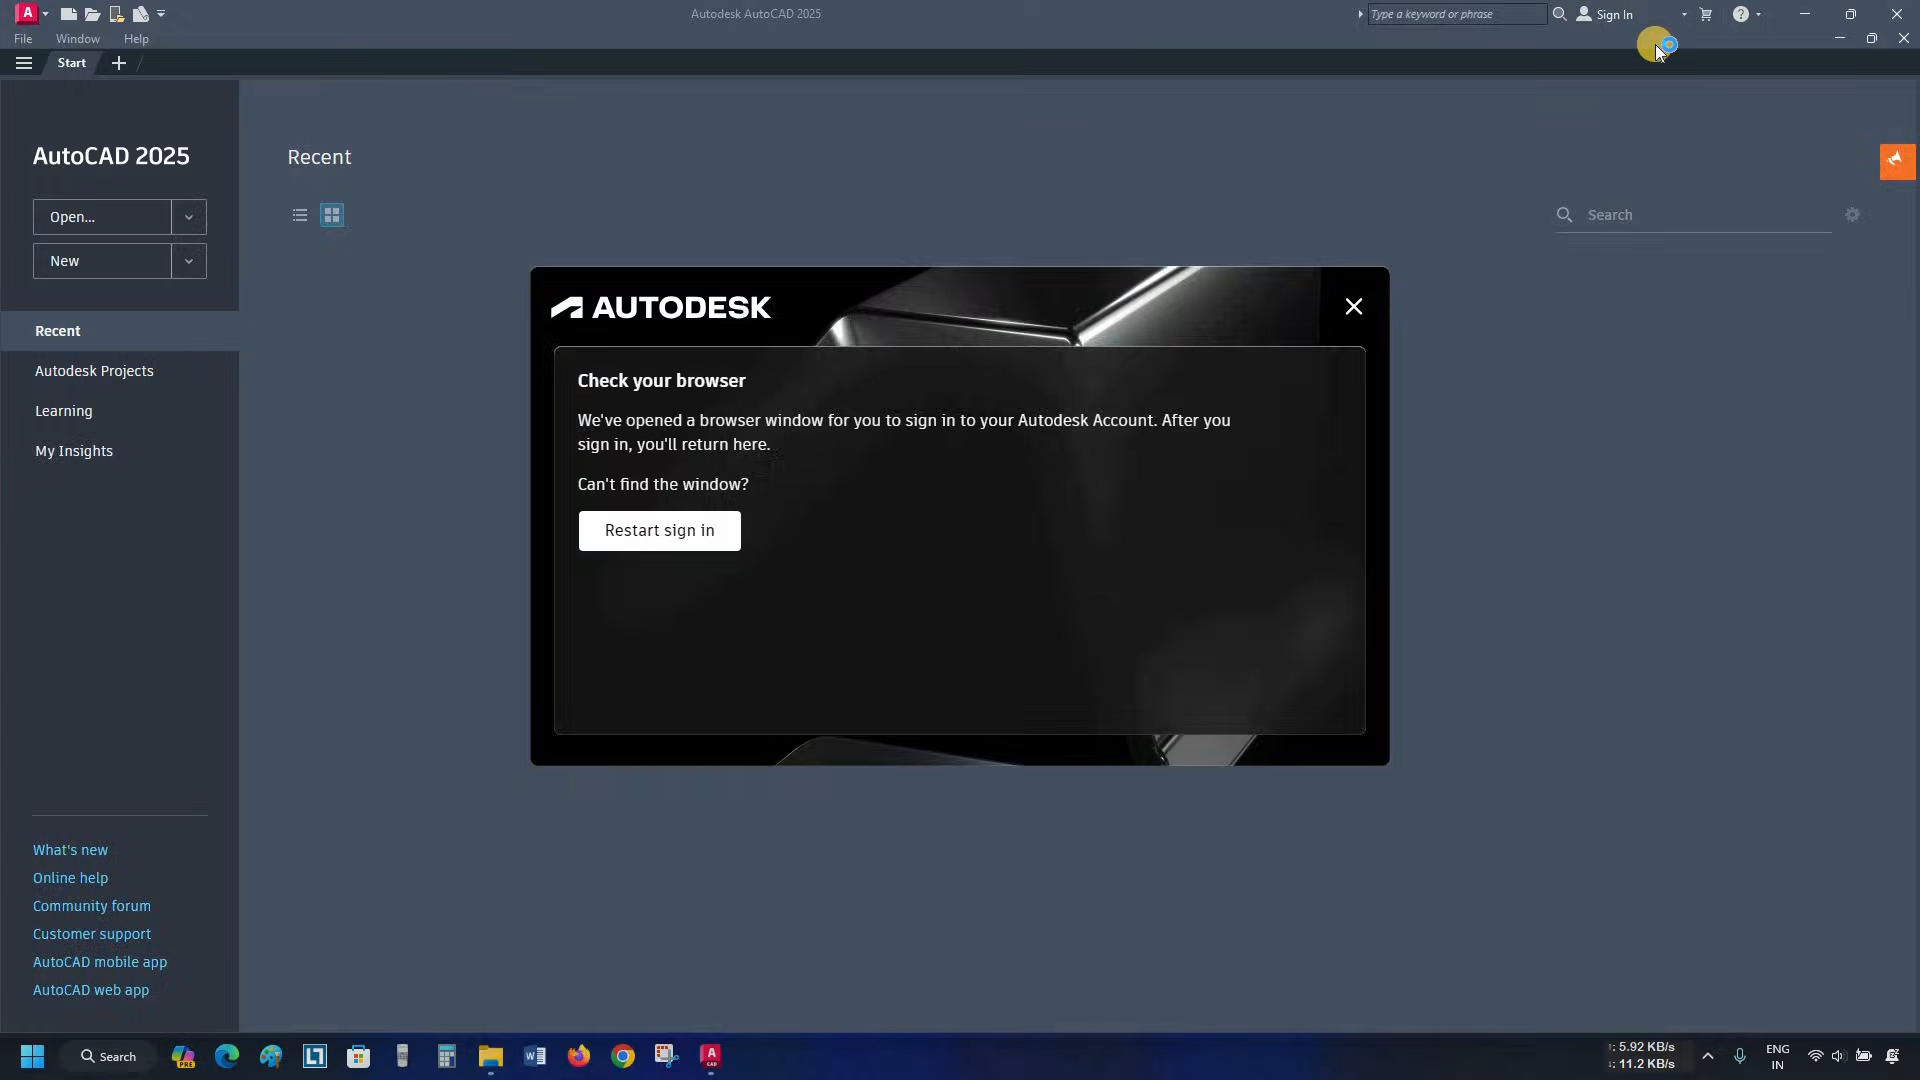 A
Autodesk AutoCAD 2025
Type a keyword or phrase
Sign In
File
Window
Help
Start
AutoCAD 2025
Recent
Open...
Search
New
AUTODESK
Recent
Check your browser
Autodesk Projects
Learning
We've opened a browser window for you to sign in to your Autodesk Account. After you
sign in, you'll return here.
My Insights
Can't find the window?
Restart sign in
What's new
Online help
Community forum
Customer support
AutoCAD mobile app
AutoCAD web app
Search
PRE
W
A
CAD
↑: 5.92 KB/s
↓: 11.2 KB/s
ENG
IN